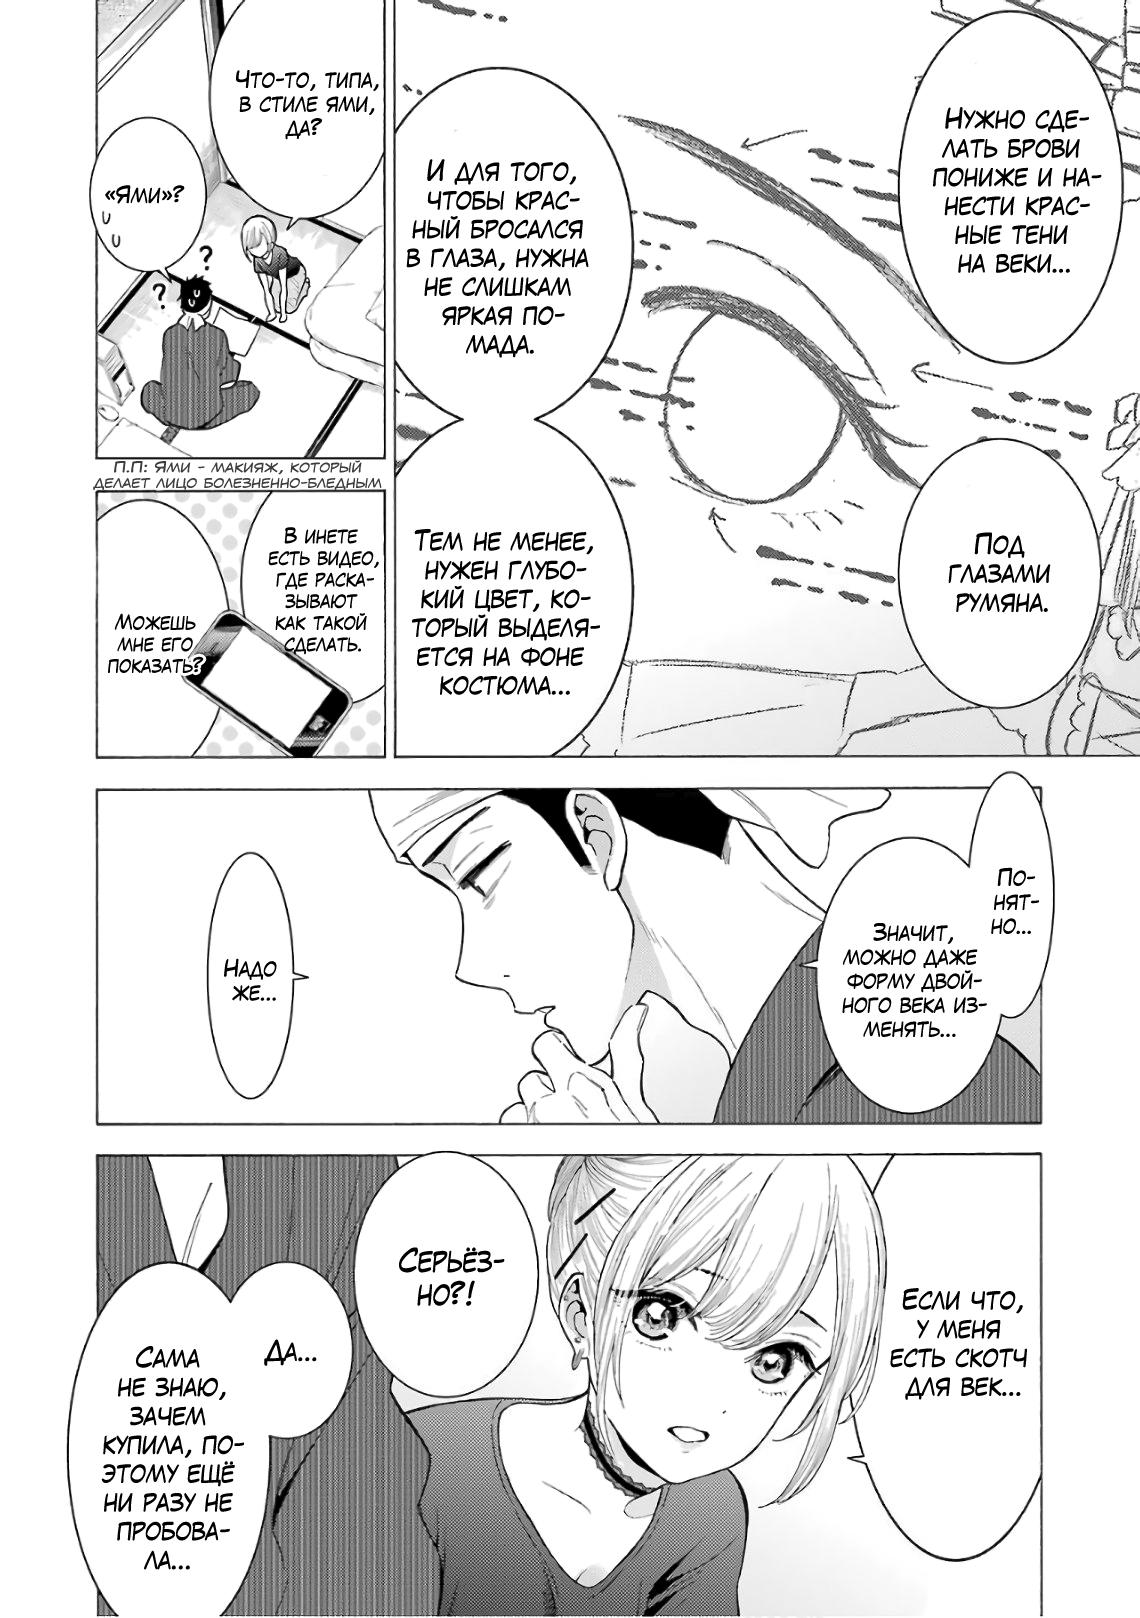 Нужно сде-
лать брови
пониже и на-
нести крас-
ные тени
на веки...
Под
глазами
румяна.
И для того,
чтобы крас-
ный бросался
в глаза, нужна
не слишкам
яркая по-
мада.
Тем не менее,
нужен глубо-
кий цвет, ко-
торый выделя-
ется на фоне
костюма...
Что-то, типа,
в стиле ями,
да?
«Ями»?
?
?
П.П: Ями – макияж, который
делает лицо болезненно-бледным
В инете
есть видео,
где раска-
зывают
как такой
сделать.
Можешь
мне его
показать?
По-
нят-
но...
Значит,
можно даже
форму двой-
ного века из-
менять...
Надо
же...
Если что,
у меня
есть скотч
для век...
Серьёз-
но?!
Да...
Сама
не знаю,
зачем
купила, по-
этому ещё
ни разу не
пробова-
ла...